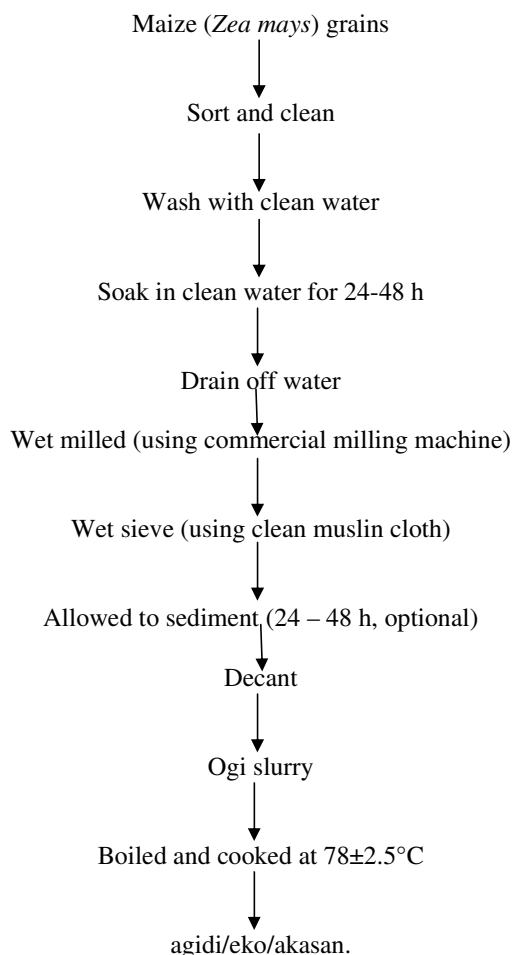 Maize (Zea mays) grains
Sort and clean
Wash with clean water
Soak in clean water for 24-48 h
Drain off water
Wet milled (using commercial milling machine)
Wet sieve (using clean muslin cloth)
Allowed to sediment (24 – 48 h, optional)
Decant
Ogi slurry
Boiled and cooked at 78±2.5°C
agidi/eko/akasan.